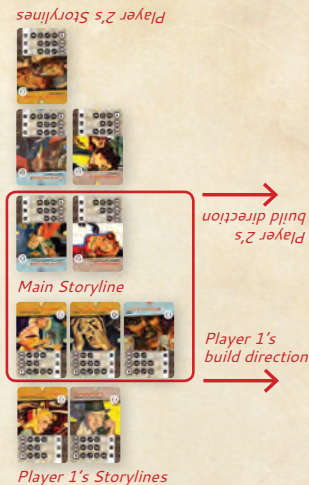 Player 2's Storylines
Player 2's
build direction
Main Storyline
Player 1's
build direction
Player 1's Storylines